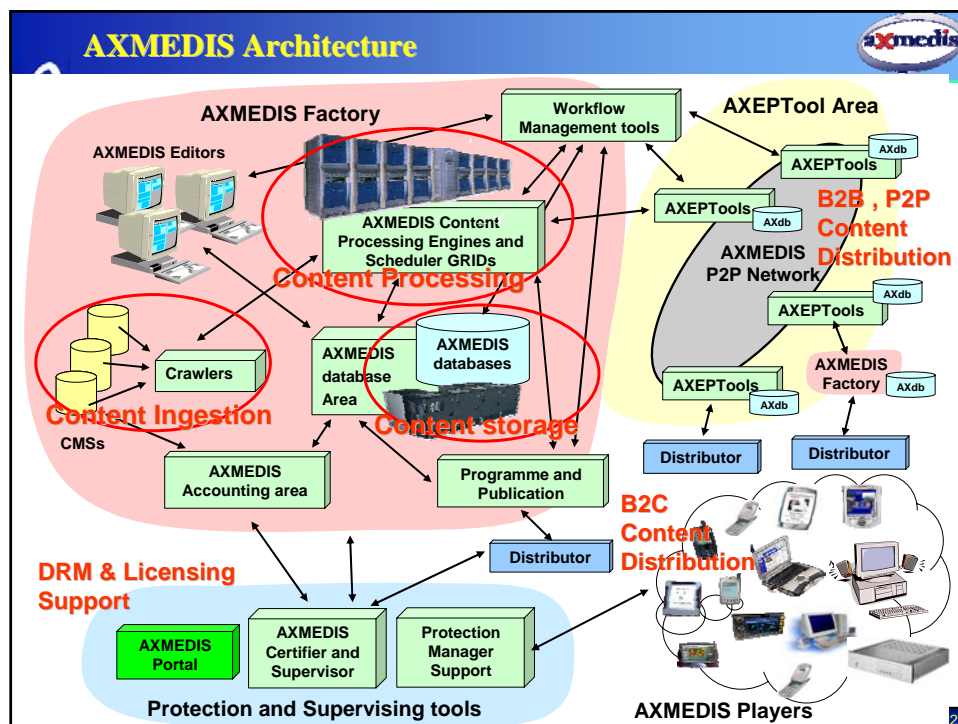 AXMEDIS Architecture
axmedis
AXMEDIS Factory
Workflow
Management tools
AXEPTool Area
AXMEDIS Editors
AXEPTools
AXdb
AXEPTools
AXdb
B2B , P2P
Content
Distribution
AXMEDIS Content
Processing Engines and
Scheduler GRIDs
Content Processing
AXMEDIS
P2P Network
AXEPTools
AXdb
AXMEDIS
database
Area
AXMEDIS
databases
Crawlers
Content Ingestion
CMSs
Content storage
AXEPTools
AXdb
AXMEDIS
Factory
AXdb
Distributor
Distributor
AXMEDIS
Accounting area
Programme and
Publication
B2C
Content
Distribution
Distributor
DRM & Licensing
Support
AXMEDIS
Portal
AXMEDIS
Certifier and
Supervisor
Protection
Manager
Support
Protection and Supervising tools
AXMEDIS Players
2